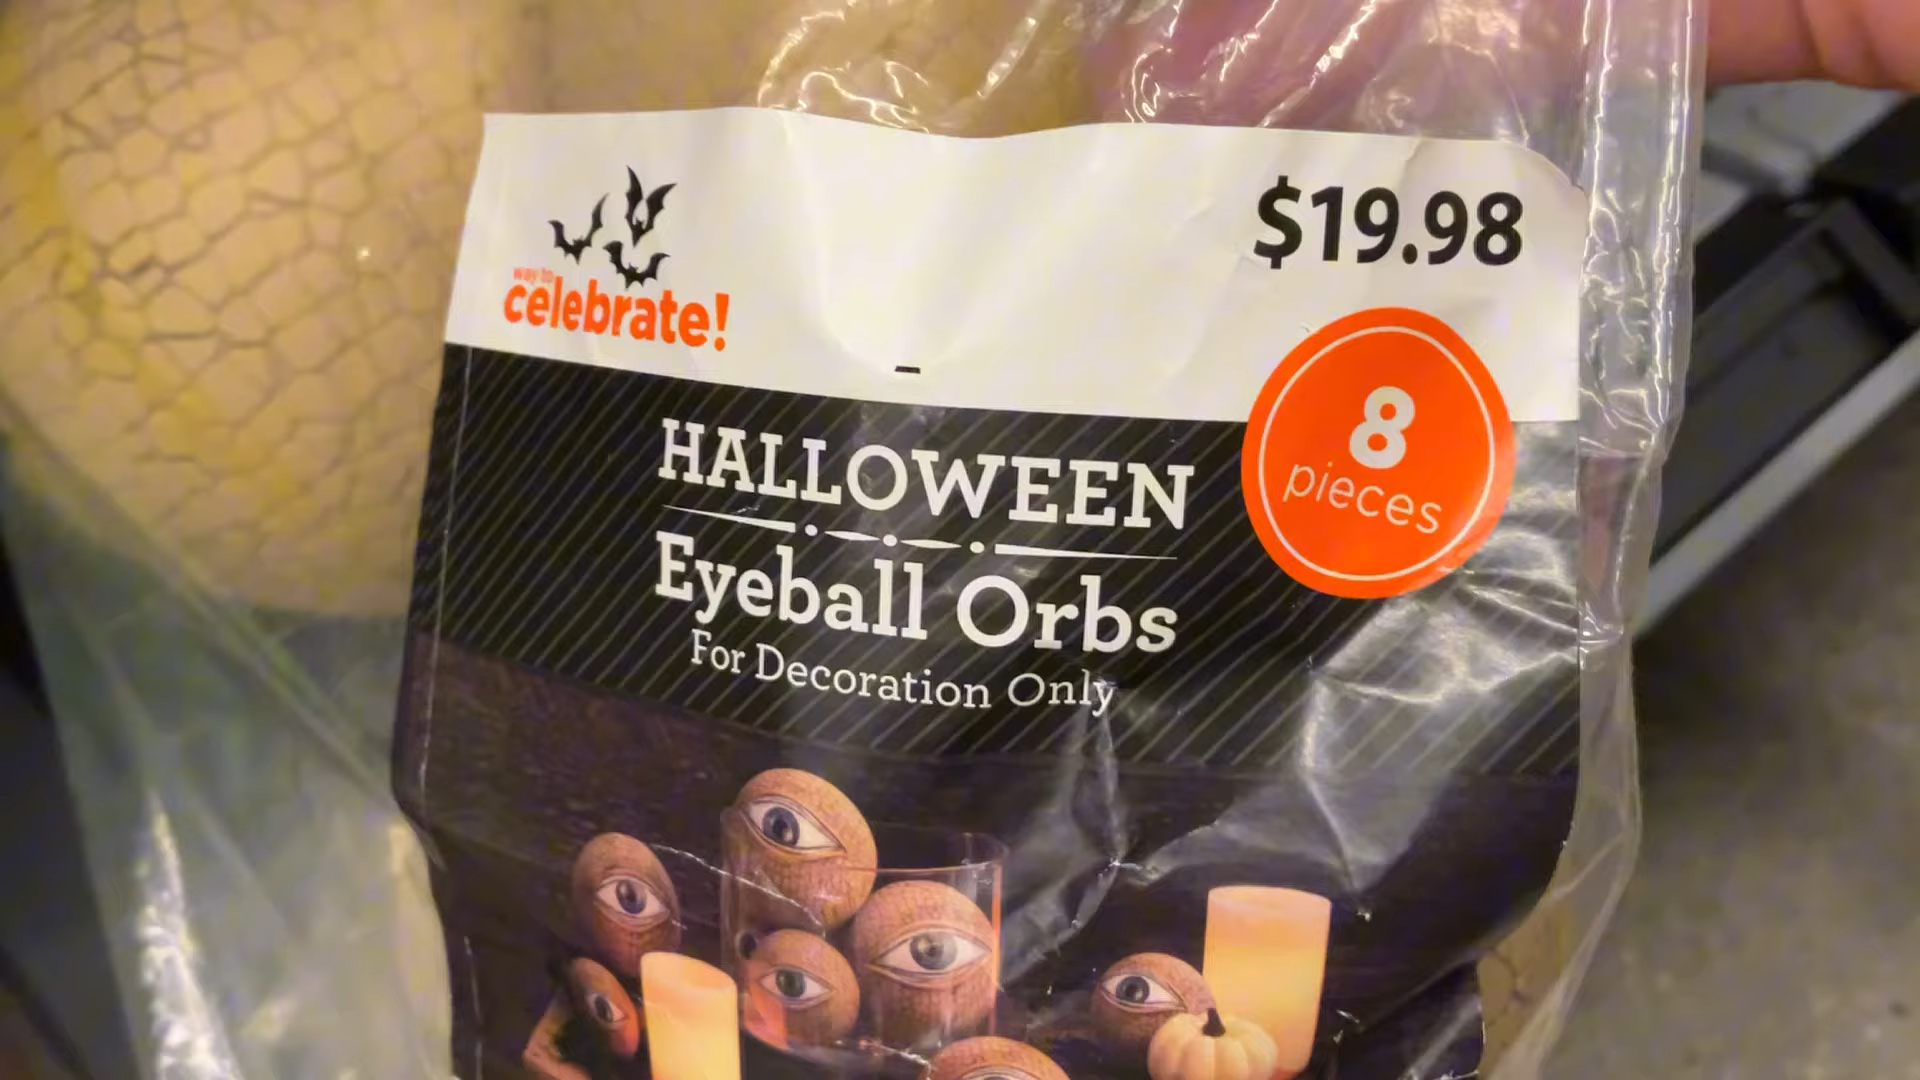 way to
celebrate!
$19.98
8
pieces
HALLOWEEN
Eyeball Orbs
For Decoration Only